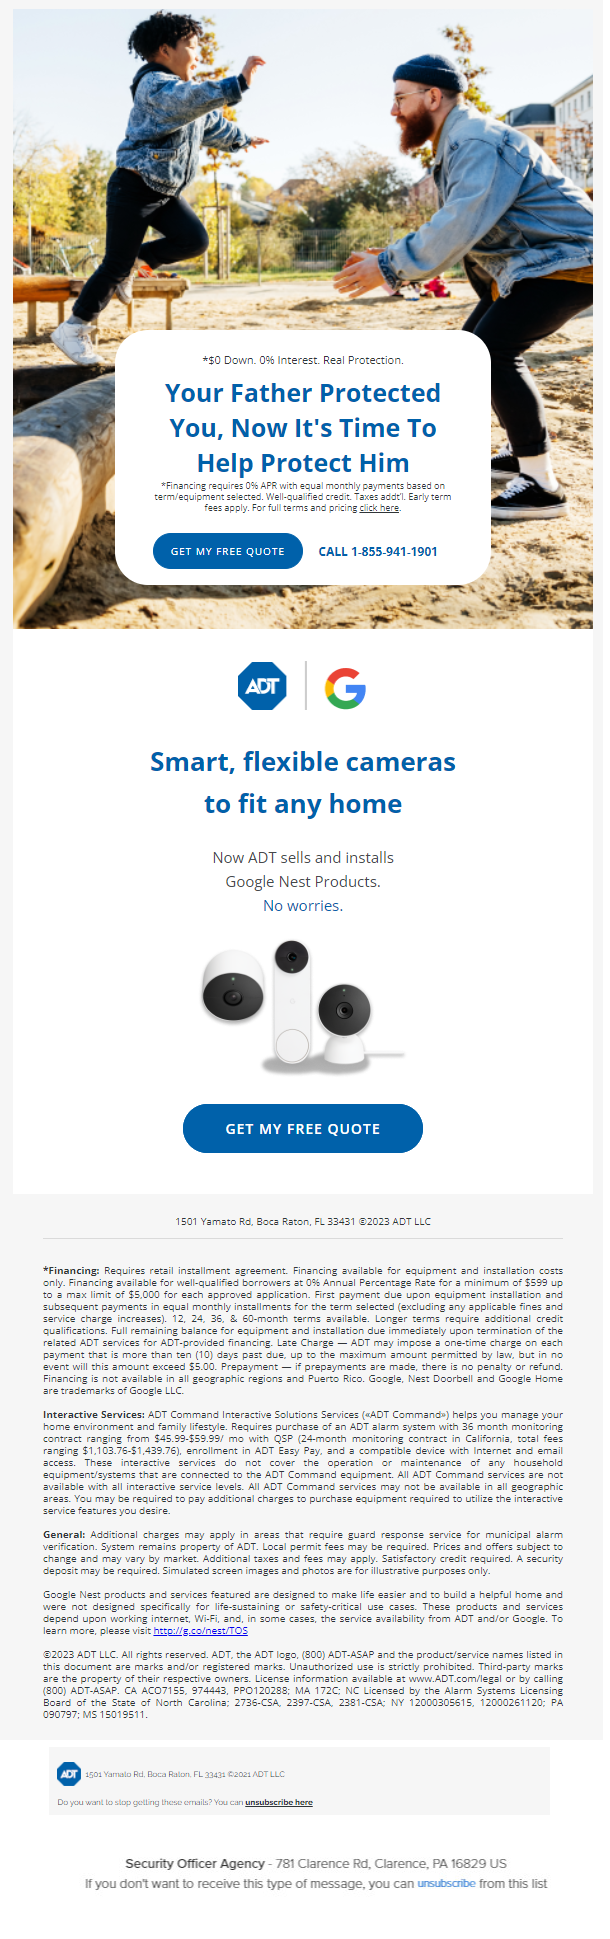 *$0 Down. 0% Interest. Real Protection.
Your Father Protected
You, Now It's Time To
Help Protect Him
*Financing requires 0% APR with equal monthly payments based on
term/equipment selected. Well-qualified credit. Taxes addt'l. Early term
fees apply. For full terms and pricing click here.
GET MY FREE QUOTE
CALL 1-855-941-1901
ADT
G
Smart, flexible cameras
to fit any home
Now ADT sells and installs
Google Nest Products.
No worries.
GET MY FREE QUOTE
1501 Yamato Rd, Boca Raton, FL 33431 ©2023 ADT LLC
*Financing: Requires retail installment agreement. Financing available for equipment and installation costs
only. Financing available for well-qualified borrowers at 0% Annual Percentage Rate for a minimum of $599 up
to a max limit of $5,000 for each approved application. First payment due upon equipment installation and
subsequent payments in equal monthly installments for the term selected (excluding any applicable fines and
service charge increases). 12, 24, 36, & 60-month terms available. Longer terms require additional credit
qualifications. Full remaining balance for equipment and installation due immediately upon termination of the
related ADT services for ADT-provided financing. Late Charge — ADT may impose a one-time charge on each
payment that is more than ten (10) days past due, up to the maximum amount permitted by law, but in no
event will this amount exceed $5.00. Prepayment — if prepayments are made, there is no penalty or refund.
Financing is not available in all geographic regions and Puerto Rico. Google, Nest Doorbell and Google Home
are trademarks of Google LLC.
Interactive Services: ADT Command Interactive Solutions Services («ADT Command») helps you manage your
home environment and family lifestyle. Requires purchase of an ADT alarm system with 36 month monitoring
contract ranging from $45.99-$59.99/ mo with QSP (24-month monitoring contract in California, total fees
ranging $1,103.76-$1,439.76), enrollment in ADT Easy Pay, and a compatible device with Internet and email
access. These interactive services do not cover the operation or maintenance of any household
equipment/systems that are connected to the ADT Command equipment. All ADT Command services are not
available with all interactive service levels. All ADT Command services may not be available in all geographic
areas. You may be required to pay additional charges to purchase equipment required to utilize the interactive
service features you desire.
General: Additional charges may apply in areas that require guard response service for municipal alarm
verification. System remains property of ADT. Local permit fees may be required. Prices and offers subject to
change and may vary by market. Additional taxes and fees may apply. Satisfactory credit required. A security
deposit may be required. Simulated screen images and photos are for illustrative purposes only.
Google Nest products and services featured are designed to make life easier and to build a helpful home and
were not designed specifically for life-sustaining or safety-critical use cases. These products and services
depend upon working internet, Wi-Fi, and, in some cases, the service availability from ADT and/or Google. To
learn more, please visit http://g.co/nest/TOS
©2023 ADT LLC. All rights reserved. ADT, the ADT logo, (800) ADT-ASAP and the product/service names listed in
this document are marks and/or registered marks. Unauthorized use is strictly prohibited. Third-party marks
are the property of their respective owners. License information available at www.ADT.com/legal or by calling
(800) ADT-ASAP. CA ACO7155, 974443, PPO120288; MA 172C; NC Licensed by the Alarm Systems Licensing
Board of the State of North Carolina; 2736-CSA, 2397-CSA, 2381-CSA; NY 12000305615, 12000261120; PA
090797; MS 15019511.
ADT 1501 Yamato Rd, Boca Raton, FL 33431 ©2021 ADT LLC
Do you want to stop getting these emails? You can unsubscribe here
Security Officer Agency - 781 Clarence Rd, Clarence, PA 16829 US
If you don't want to receive this type of message, you can unsubscribe from this list